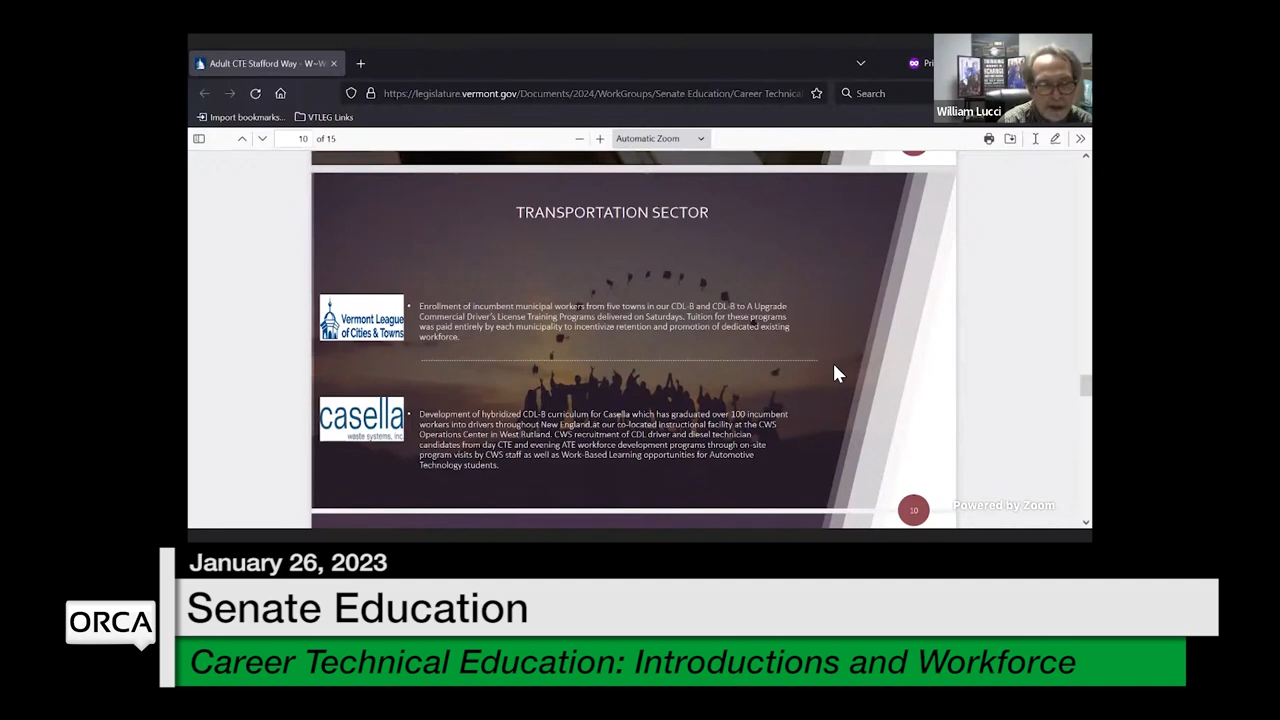 Adult CTE Stafford Way - W~W
Pri
https://legislature.vermont.gov/Documents/2024/WorkGroups/Senate Education/Career Technical
Search
Import bookmarks...
VTLEG Links
William Lucci
10 of 15
Automatic Zoom
TRANSPORTATION SECTOR
Vermont League
of Cities & Towns
• Enrollment of incumbent municipal workers from five towns in our CDL-B and CDL-B to A Upgrade
Commercial Driver's License Training Programs delivered on Saturdays. Tuition for these programs
was paid entirely by each municipality to incentivize retention and promotion of dedicated existing
workforce.
casella
waste systems, inc
• Development of hybridized CDL-B curriculum for Casella which has graduated over 100 incumbent
workers into drivers throughout New England.at our co-located instructional facility at the CWS
Operations Center in West Rutland. CWS recruitment of CDL driver and diesel technician
candidates from day CTE and evening ATE workforce development programs through on-site
program visits by CWS staff as well as Work-Based Learning opportunities for Automotive
Technology students.
10
Powered by Zoom
January 26, 2023
ORCA
Senate Education
Career Technical Education: Introductions and Workforce